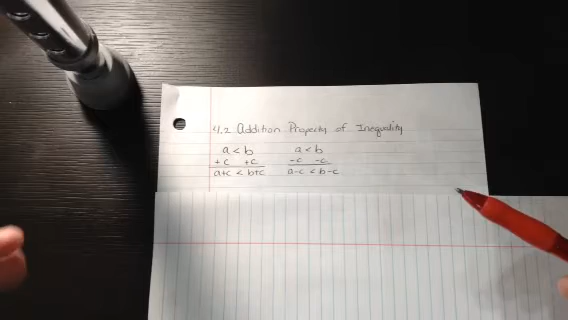 4.2 Addition Property of Inequality
a < b a < b
+c +c -c -c
a+c < b+c a-c < b-c